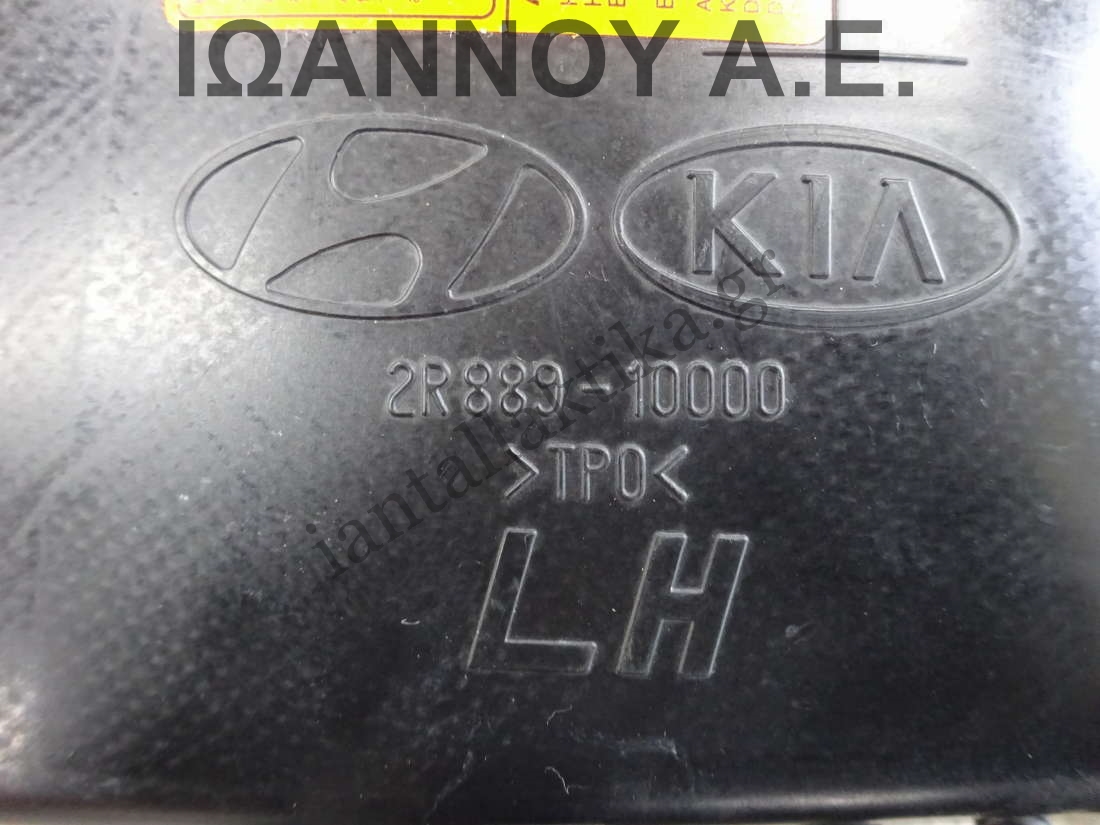 ΙΩΑΝΝΟΥ Α.Ε.
KIA
2R889-10000
>TPO<
LH
iantallaktika.gr